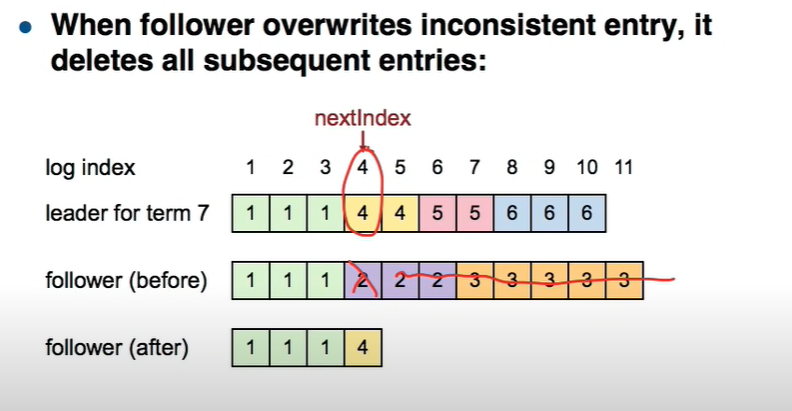 When follower overwrites inconsistent entry, it
deletes all subsequent entries:
nextIndex
log index 1 2 3 4 5 6 7 8 9 10 11
leader for term 7 1 1 1 4 4 5 5 6 6 6
follower (before) 1 1 1 2 2 2 3 3 3 3 3
follower (after) 1 1 1 4